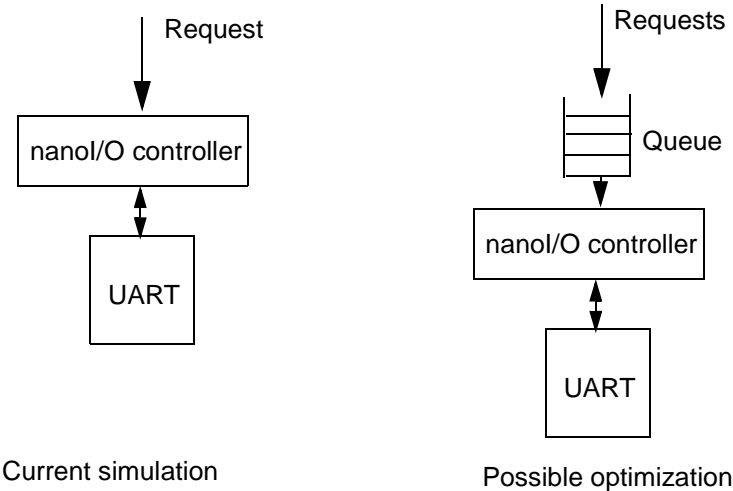 Request
nanoI/O controller
UART
Current simulation
Requests
Queue
nanoI/O controller
UART
Possible optimization